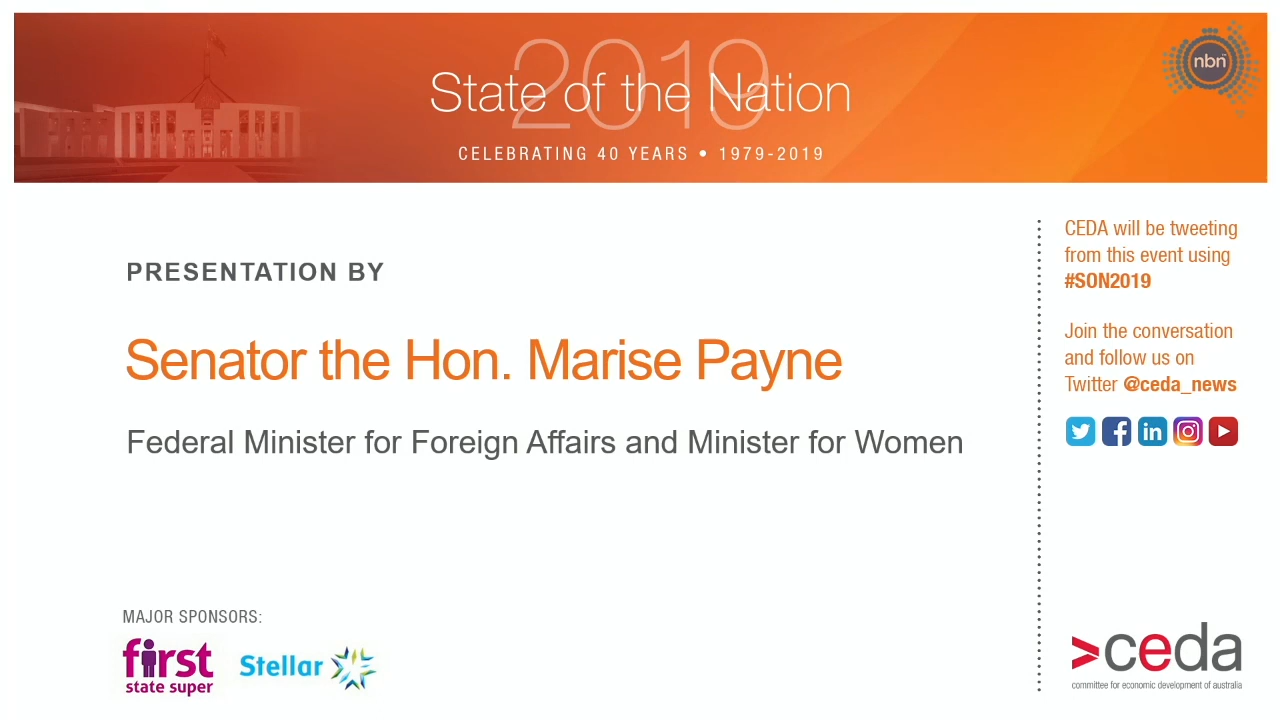 2019
State of the Nation
CELEBRATING 40 YEARS • 1979-2019
nbn™
PRESENTATION BY
Senator the Hon. Marise Payne
Federal Minister for Foreign Affairs and Minister for Women
CEDA will be tweeting
from this event using
#SON2019
Join the conversation
and follow us on
Twitter @ceda_news
MAJOR SPONSORS:
first
state super
Stellar
ceda
committee for economic development of australia